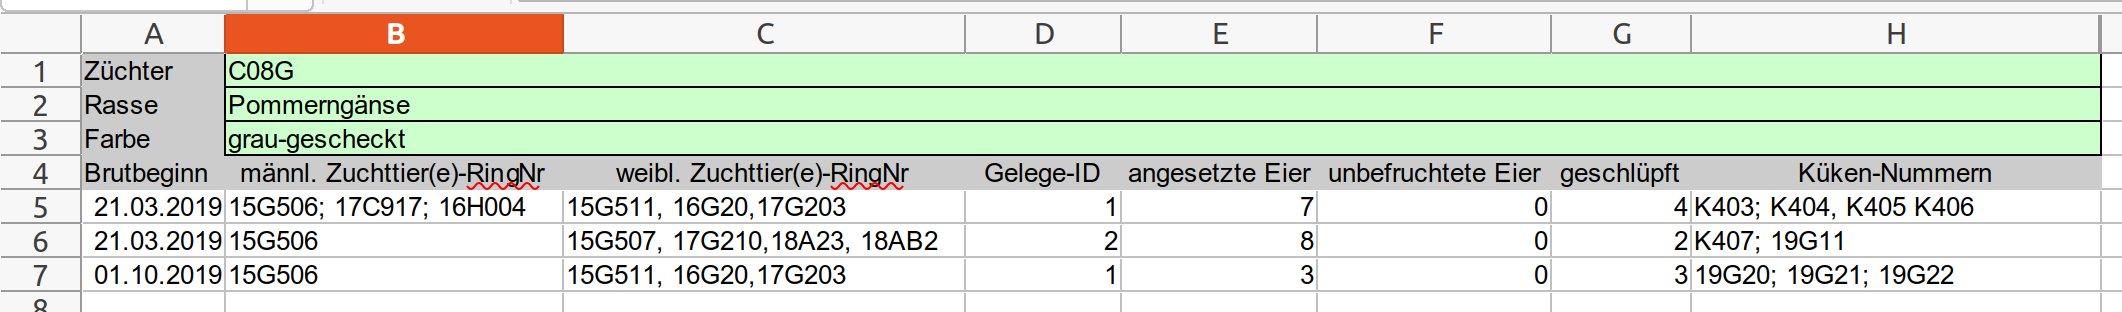 A B C D E F G H
1 Züchter C08G
2 Rasse Pommerngänse
3 Farbe grau-gescheckt
4 Brutbeginn männl. Zuchttier(e)-RingNr weibl. Zuchttier(e)-RingNr Gelege-ID angesetzte Eier unbefruchtete Eier geschlüpft Küken-Nummern
5 21.03.2019 15G506; 17C917; 16H004 15G511, 16G20,17G203 1 7 0 4 K403; K404, K405 K406
6 21.03.2019 15G506 15G507, 17G210,18A23, 18AB2 2 8 0 2 K407; 19G11
7 01.10.2019 15G506 15G511, 16G20,17G203 1 3 0 3 19G20; 19G21; 19G22
8